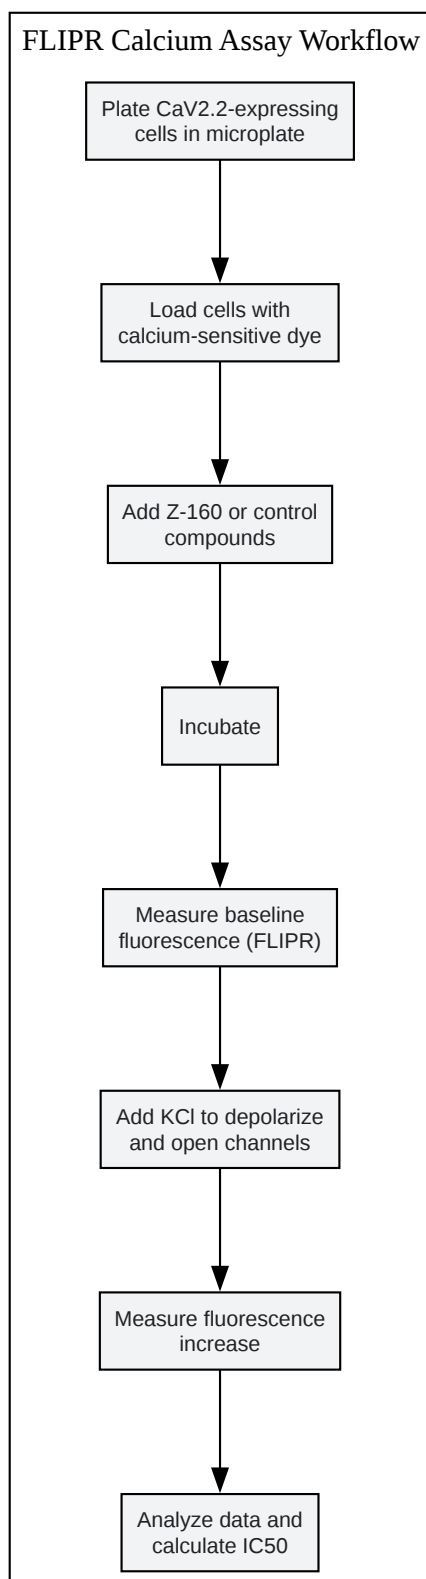 FLIPR Calcium Assay Workflow
Plate CaV2.2-expressing
cells in microplate
Load cells with
calcium-sensitive dye
Add Z-160 or control
compounds
Incubate
Measure baseline
fluorescence (FLIPR)
Add KCl to depolarize
and open channels
Measure fluorescence
increase
Analyze data and
calculate IC50